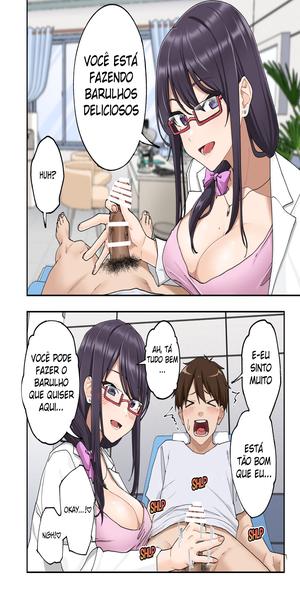 VOCÊ ESTÁ
FAZENDO
BARULHOS
DELICIOSOS
HUH?
E-EU
SINTO
MUITO
AH, TÁ
TUDO BEM...
VOCÊ PODE
FAZER O
BARULHO
QUE QUISER
AQUI...
ESTÁ
TÃO BOM
QUE EU...
OKAY...!♡
NGH!♡
SHLP
SHLP
SHLP
SHLP